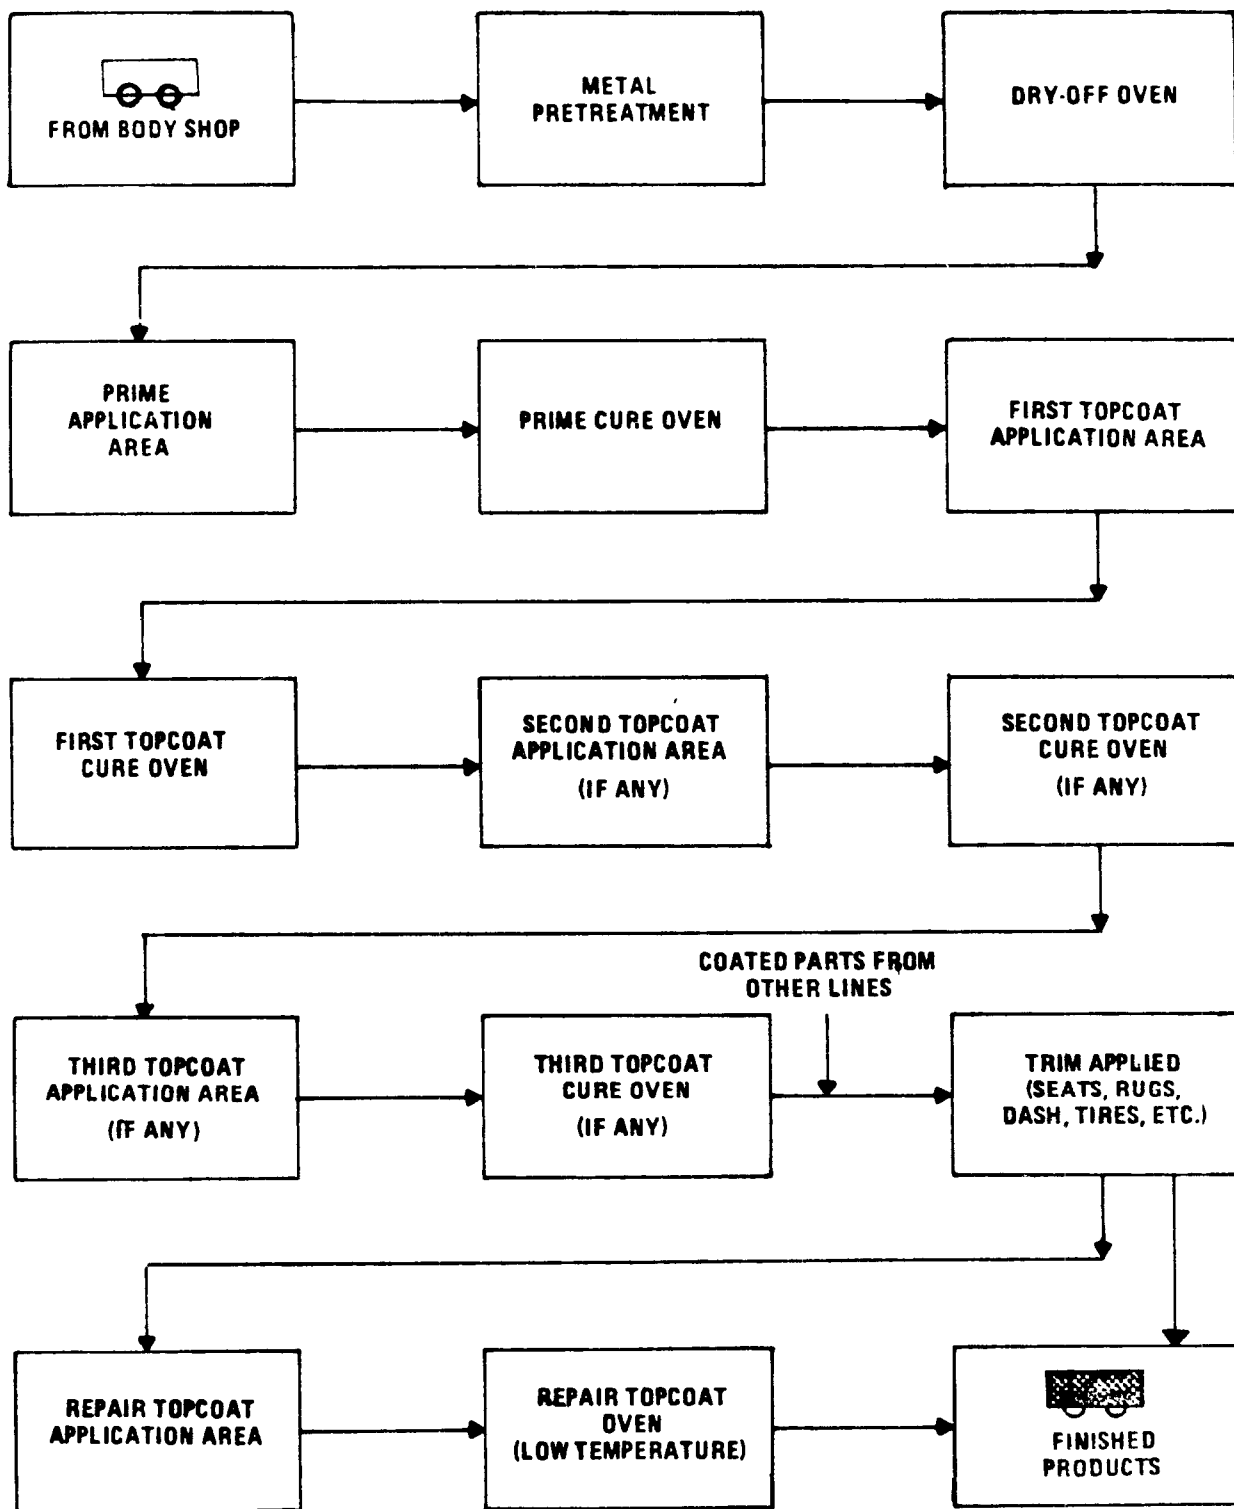 FROM BODY SHOP
METAL
PRETREATMENT
DRY-OFF OVEN
PRIME
APPLICATION
AREA
PRIME CURE OVEN
FIRST TOPCOAT
APPLICATION AREA
FIRST TOPCOAT
CURE OVEN
SECOND TOPCOAT
APPLICATION AREA
(IF ANY)
SECOND TOPCOAT
CURE OVEN
(IF ANY)
COATED PARTS FROM
OTHER LINES
THIRD TOPCOAT
APPLICATION AREA
(IF ANY)
THIRD TOPCOAT
CURE OVEN
(IF ANY)
TRIM APPLIED
(SEATS, RUGS,
DASH, TIRES, ETC.)
REPAIR TOPCOAT
APPLICATION AREA
REPAIR TOPCOAT
OVEN
(LOW TEMPERATURE)
FINISHED
PRODUCTS